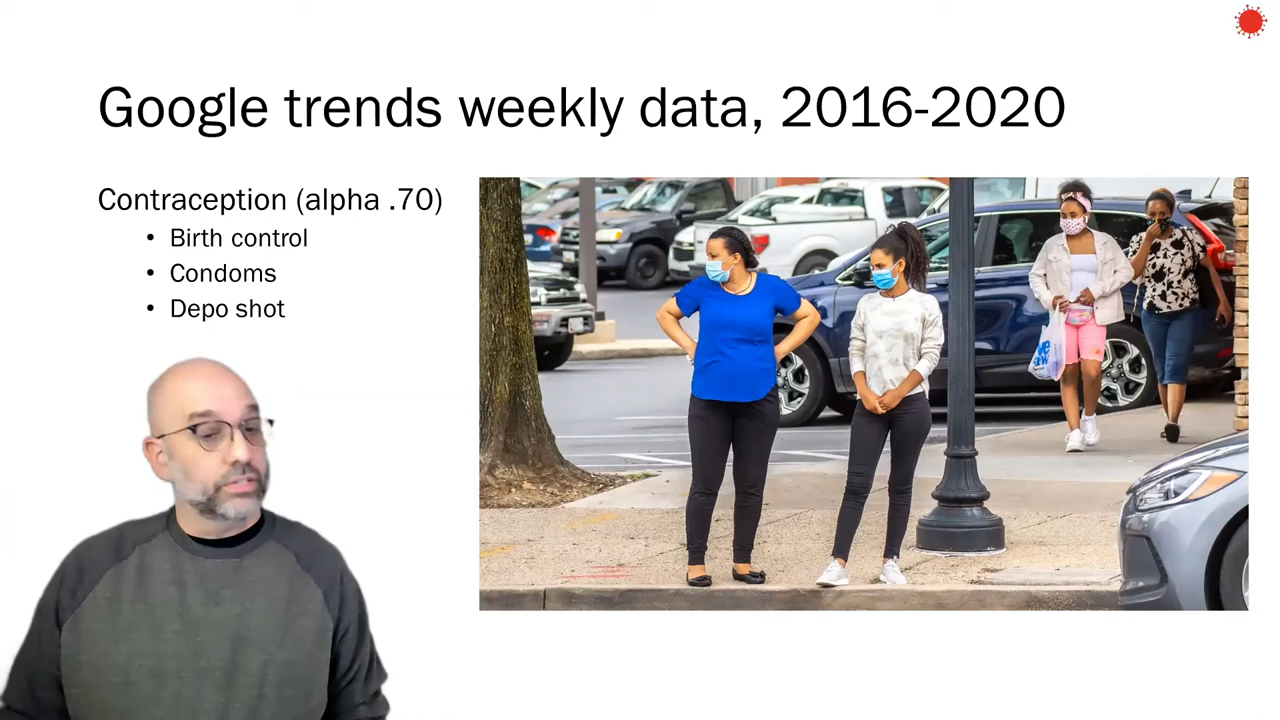 Google trends weekly data, 2016-2020
Contraception (alpha .70)
• Birth control
• Condoms
• Depo shot